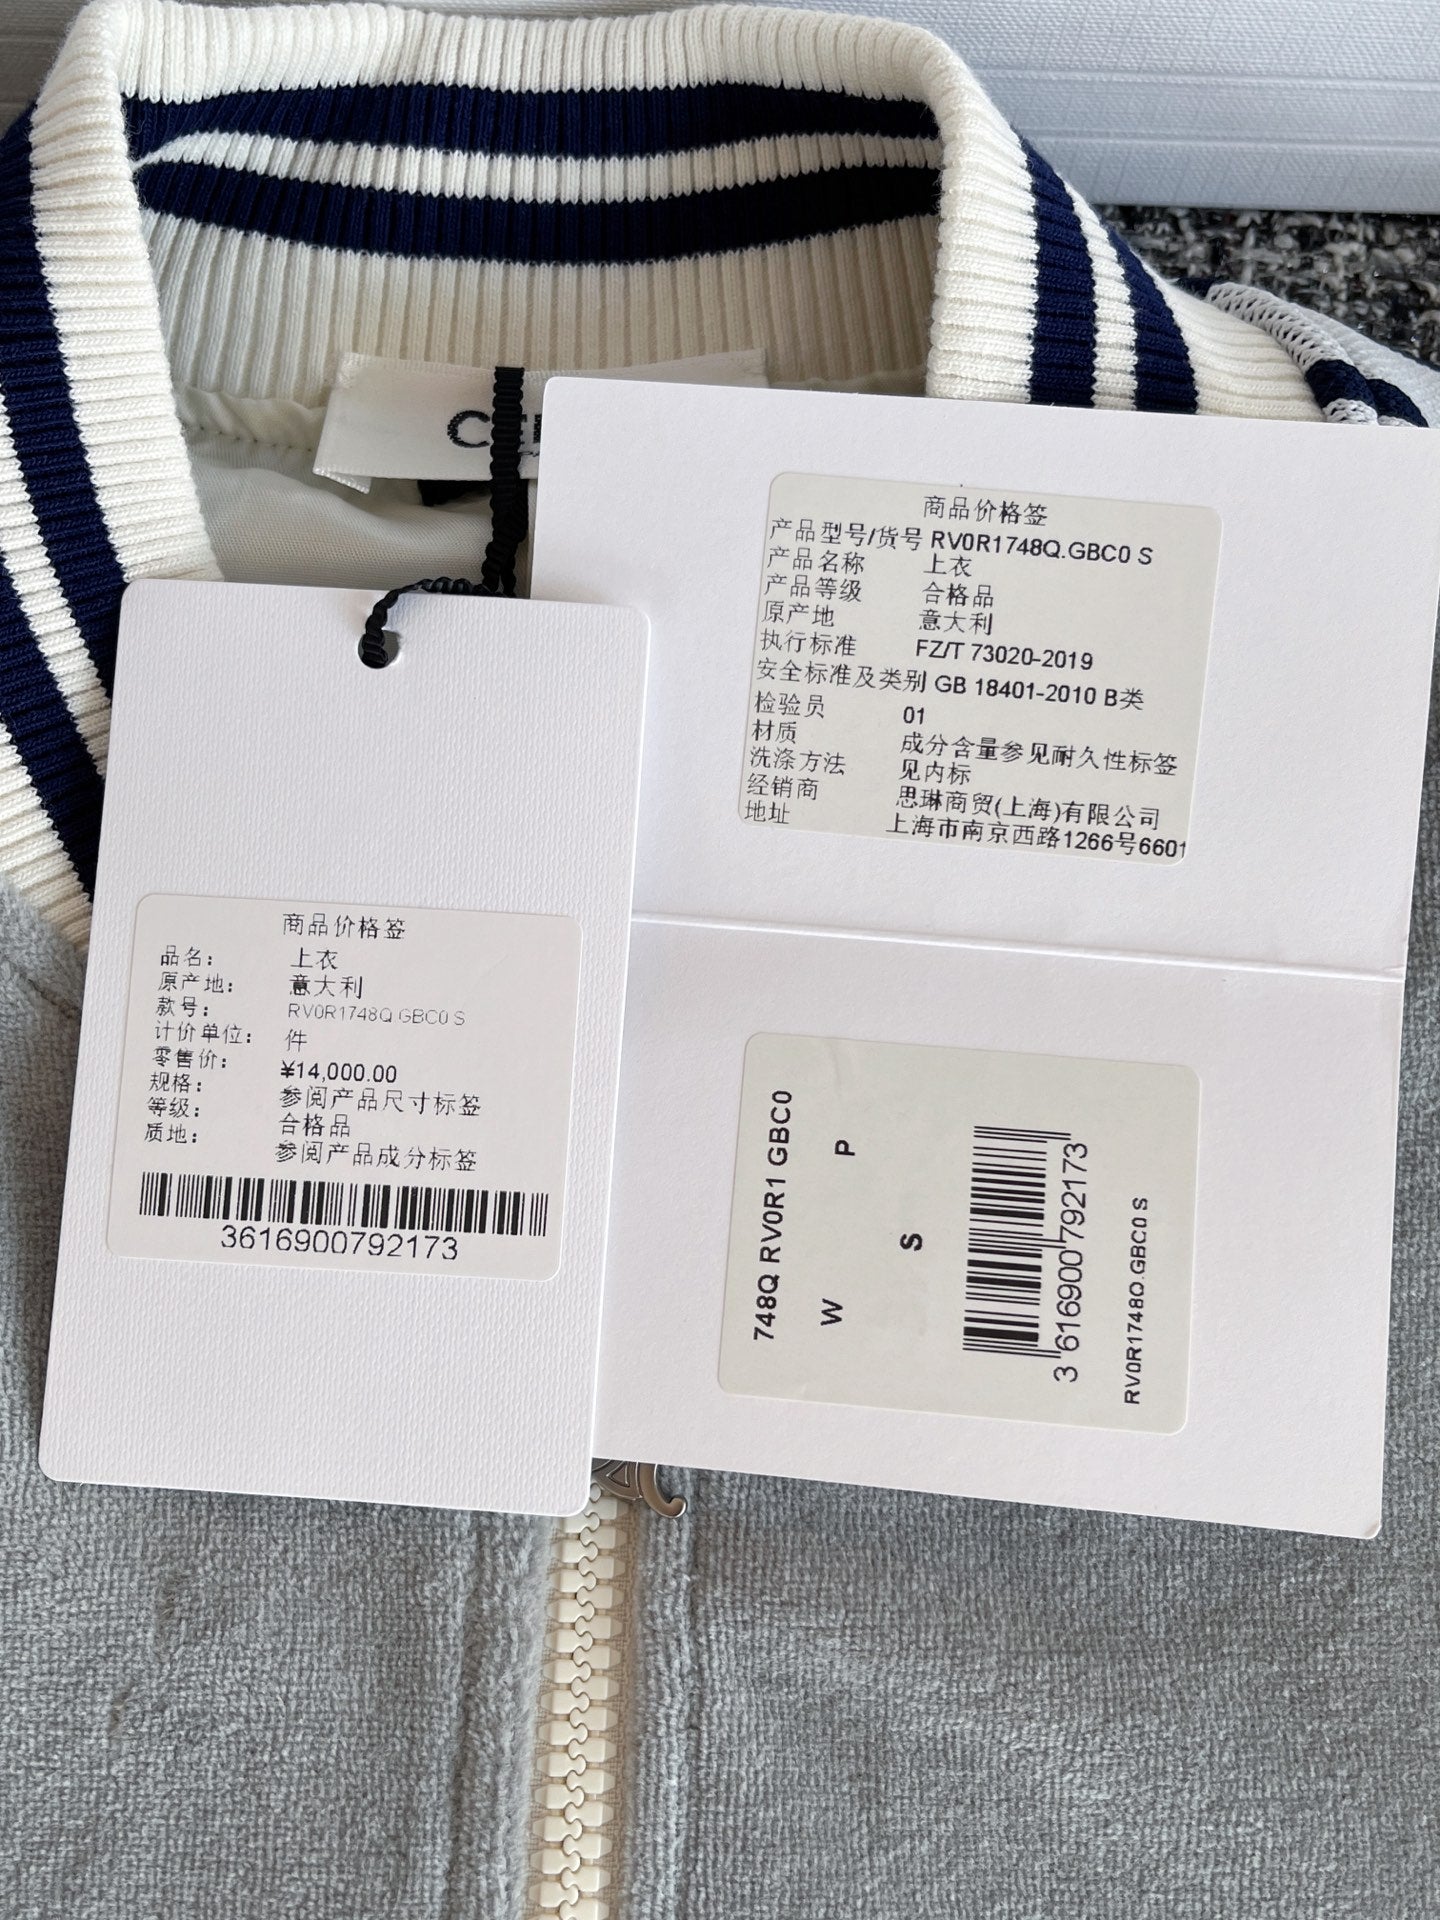 商品价格签
产品型号/货号 RV0R1748Q.GBC0 S
产品名称 上衣
产品等级 合格品
原产地 意大利
执行标准 FZ/T 73020-2019
安全标准及类别 GB 18401-2010 B类
检验员 01
材质 成分含量参见耐久性标签
洗涤方法 见内标
经销商 思琳商贸(上海)有限公司
地址 上海市南京西路1266号6601
商品价格签
品名: 上衣
原产地: 意大利
款号: RV0R1748Q.GBC0 S
计价单位: 件
零售价: ¥14,000.00
规格: 参阅产品尺寸标签
等级: 合格品
质地: 参阅产品成分标签
3616900792173
748Q RV0R1 GBC0
W P
S
3 616900 792173
RV0R1748Q.GBC0 S